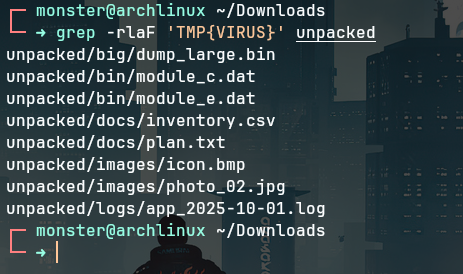 monster@archlinux ~/Downloads
➜ grep -rlaF 'TMP{VIRUS}' unpacked
unpacked/big/dump_large.bin
unpacked/bin/module_c.dat
unpacked/bin/module_e.dat
unpacked/docs/inventory.csv
unpacked/docs/plan.txt
unpacked/images/icon.bmp
unpacked/images/photo_02.jpg
unpacked/logs/app_2025-10-01.log
monster@archlinux ~/Downloads
➜